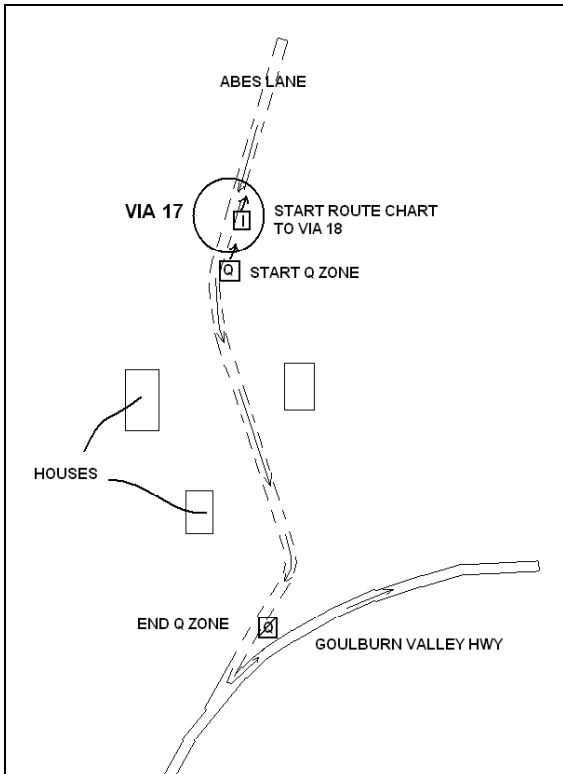 ABES LANE
VIA 17
I
START ROUTE CHART
TO VIA 18
Q
START Q ZONE
HOUSES
END Q ZONE
Q
GOULBURN VALLEY HWY